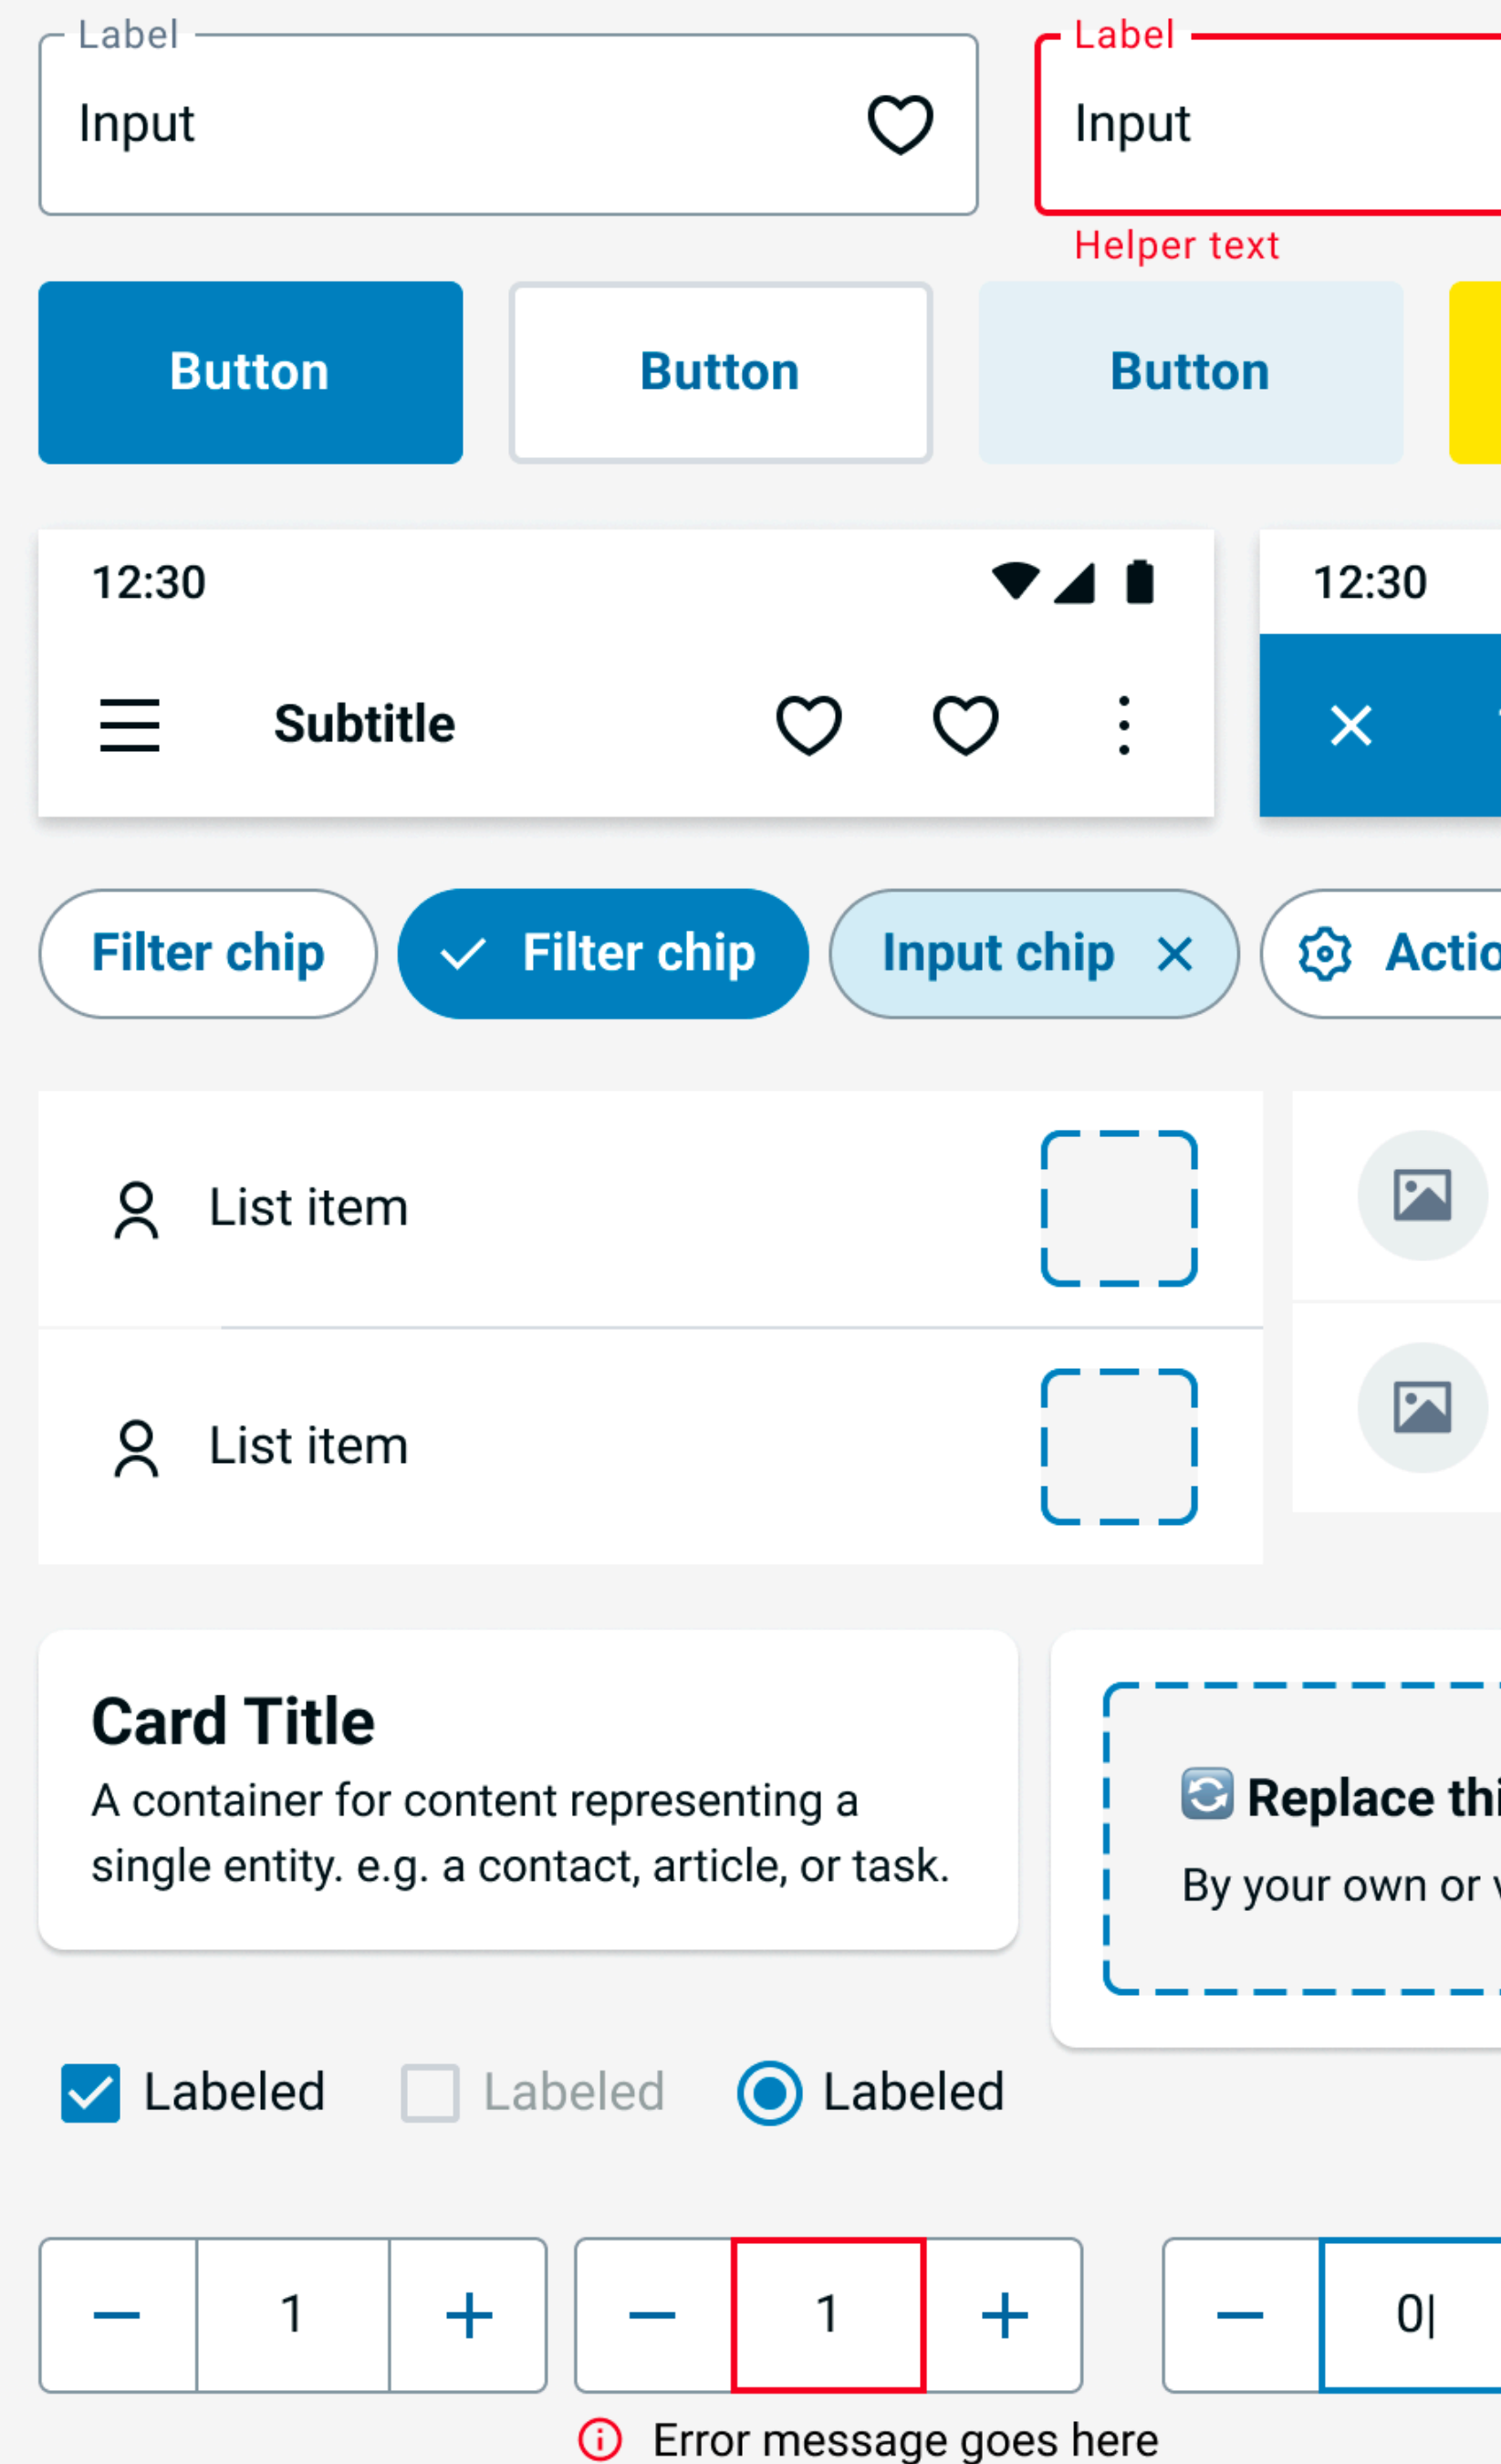 Label
Label
Input
Input
Helper text
Button
Button
Button
12:30
12:30
Subtitle
Filter chip
Filter chip
Input chip
List item
List item
Card Title
A container for content representing a
single entity. e.g. a contact, article, or task.
Replace
By your own or
Labeled
Labeled
Labeled
1
1
0
Error message goes here